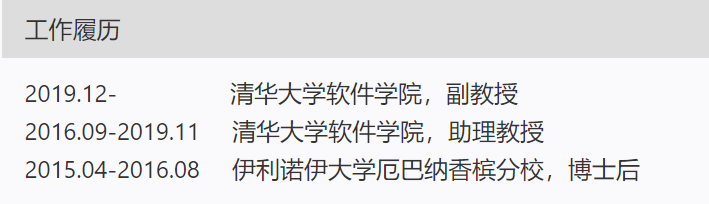 工作履历
2019.12- 清华大学软件学院，副教授
2016.09-2019.11 清华大学软件学院，助理教授
2015.04-2016.08 伊利诺伊大学厄巴纳香槟分校，博士后